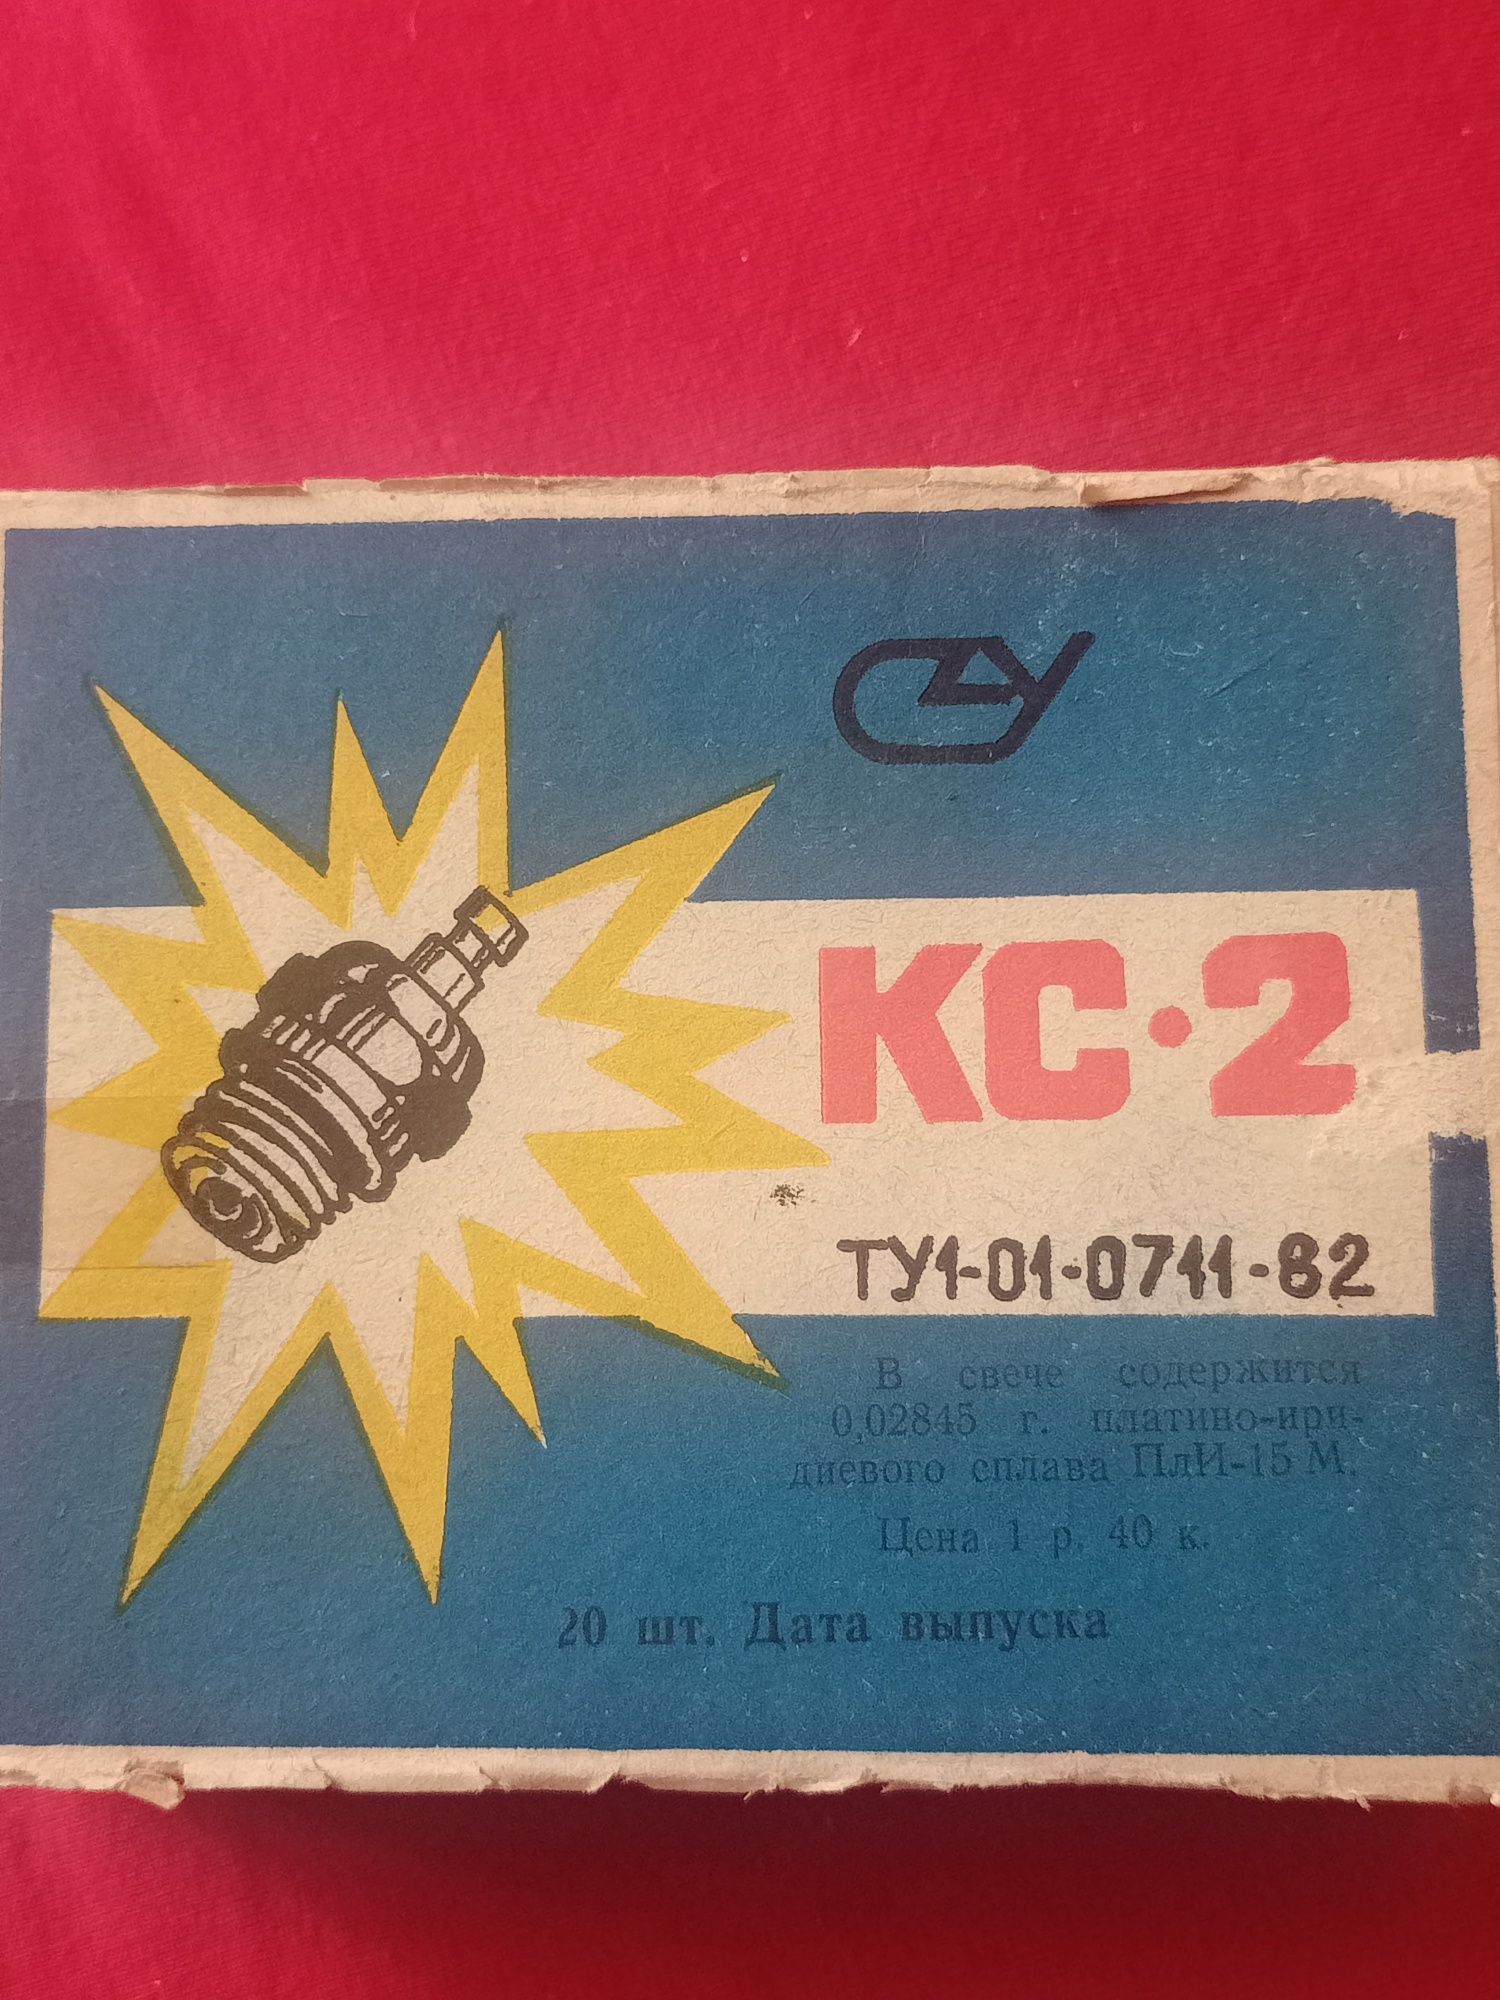 КС·2
ТУ1-01-0711-82
В свече содержится
0,02845 г. платино-ири-
диевого сплава ПлИ-15 М.
Цена 1 р. 40 к.
20 шт. Дата выпуска